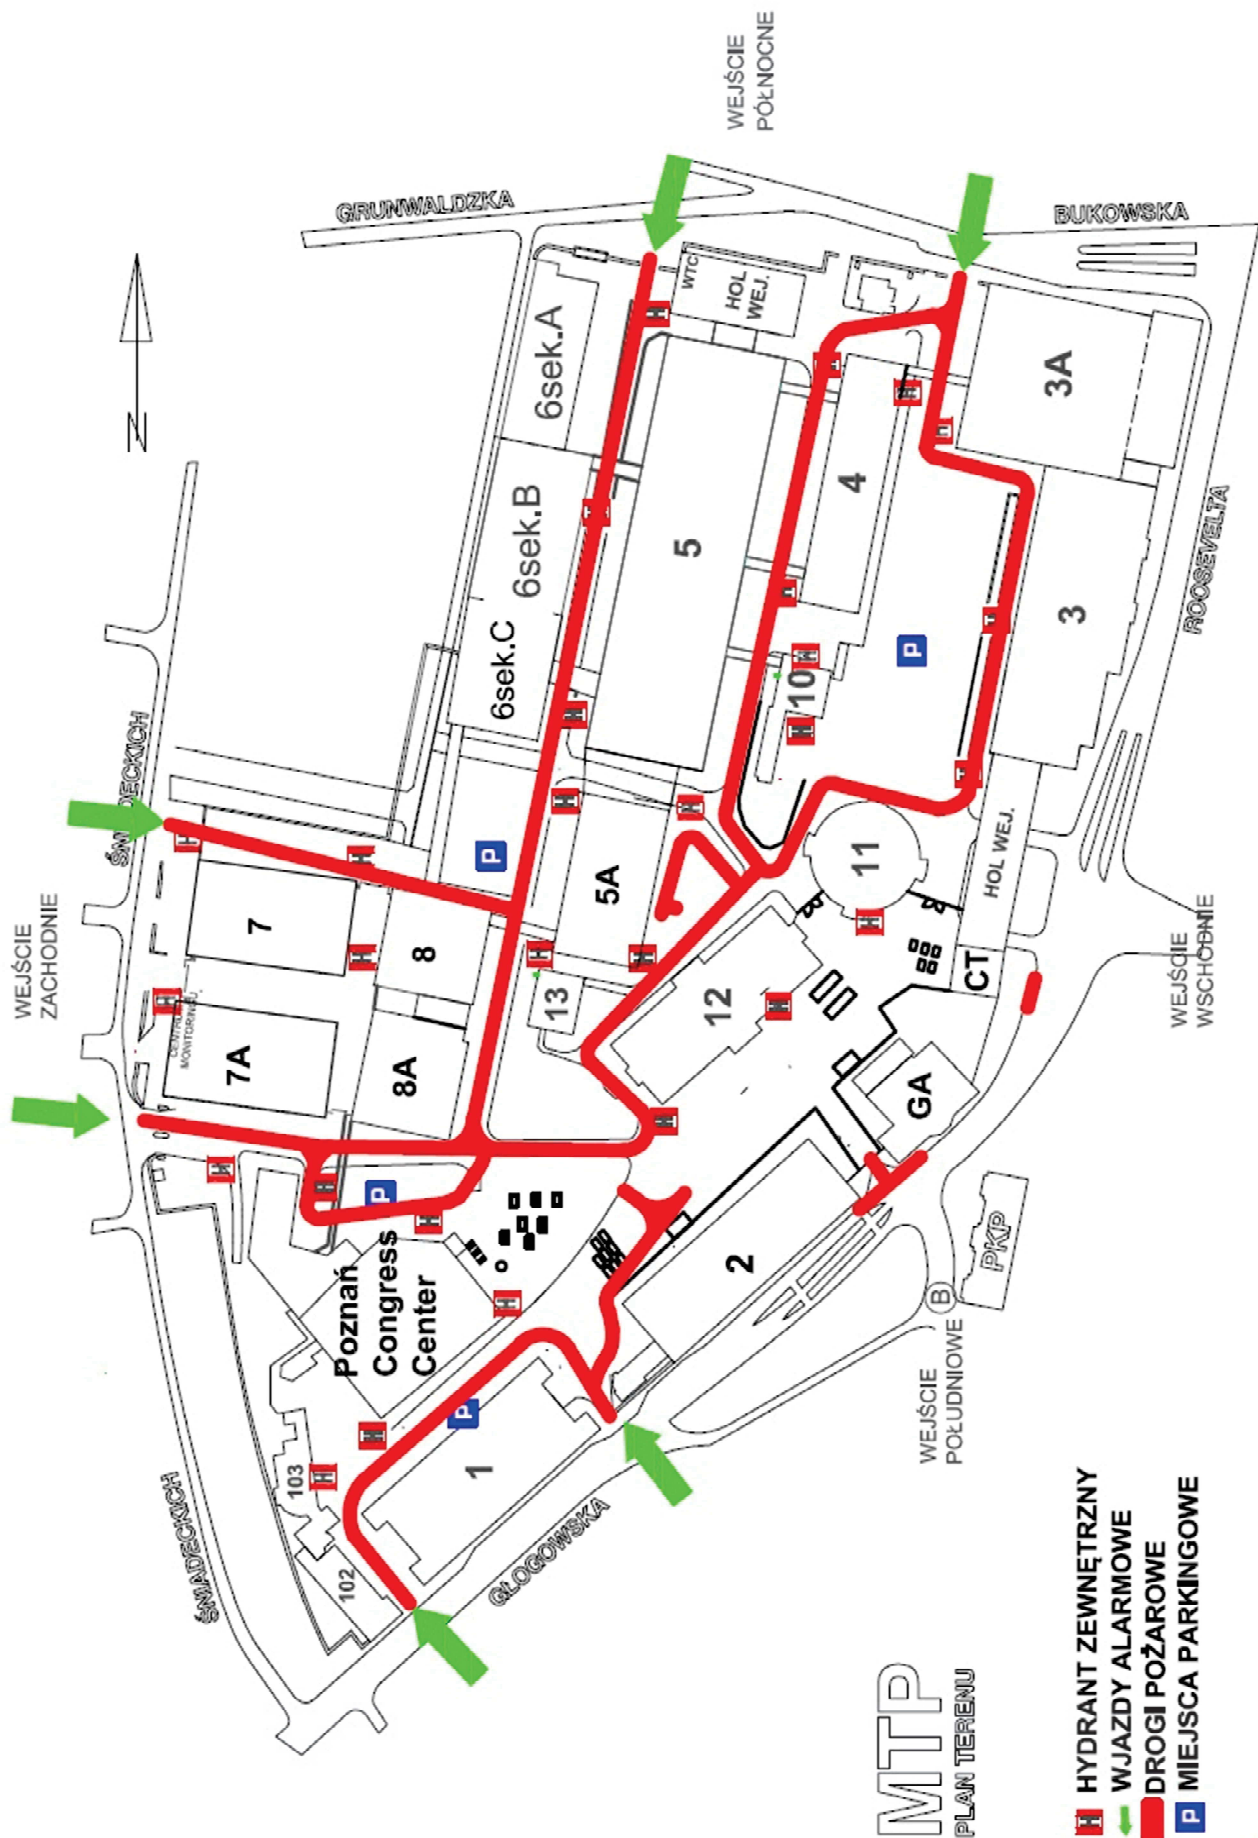 WEJŚCIE
PÓŁNOCNE
GRUNWALDZKA
BUKOWSKA
N
WTC
HOL
WEJ.
6sek.A
6sek.B
6sek.C
3A
4
5
3
ROOSEVELTA
P
10
ŚNIADECKICH
WEJŚCIE
ZACHODNIE
7
8
P
5A
11
HOL WEJ.
CENTRUM
MONITORINGU
7A
8A
13
12
CT
GA
WEJŚCIE
WSCHODNIE
P
Poznań
Congress
Center
2
PKP
B
WEJŚCIE
POŁUDNIOWE
103
102
P
1
ŚNIADECKICH
GŁOGOWSKA
MTP
PLAN TERENU
H HYDRANT ZEWNĘTRZNY
WJAZDY ALARMOWE
DROGI POŻAROWE
P MIEJSCA PARKINGOWE